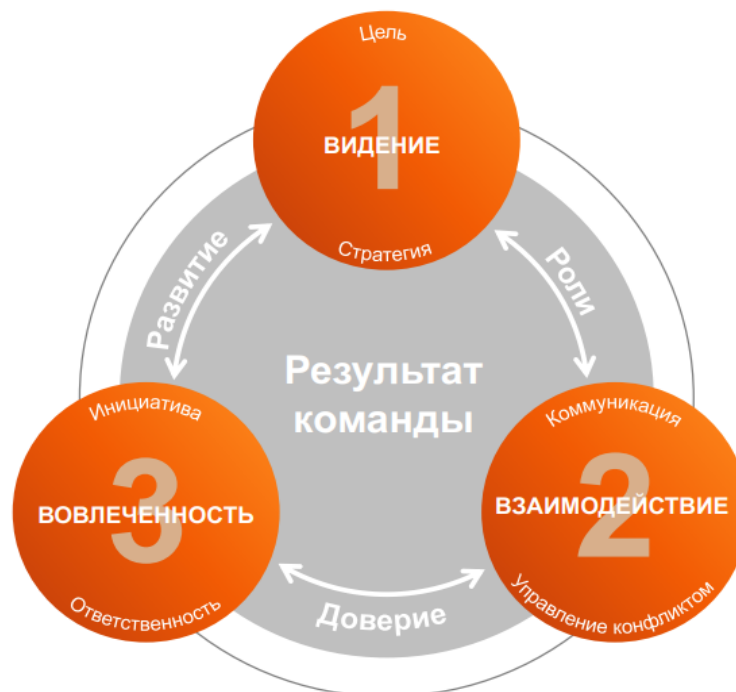 Цель
1
ВИДЕНИЕ
Стратегия
Развитие
Роли
Результат
команды
Инициатива
3
ВОВЛЕЧЕННОСТЬ
Ответственность
Коммуникация
2
ВЗАИМОДЕЙСТВИЕ
Управление конфликтом
Доверие